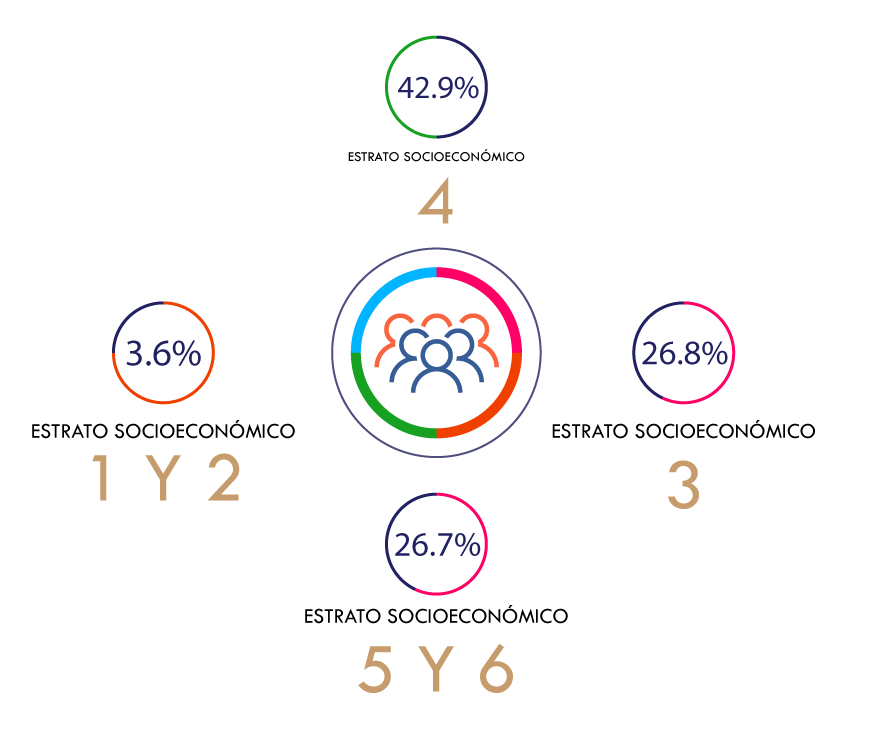 42.9%
ESTRATO SOCIOECONÓMICO
4
3.6%
ESTRATO SOCIOECONÓMICO
1 Y 2
26.8%
ESTRATO SOCIOECONÓMICO
3
26.7%
ESTRATO SOCIOECONÓMICO
5 Y 6